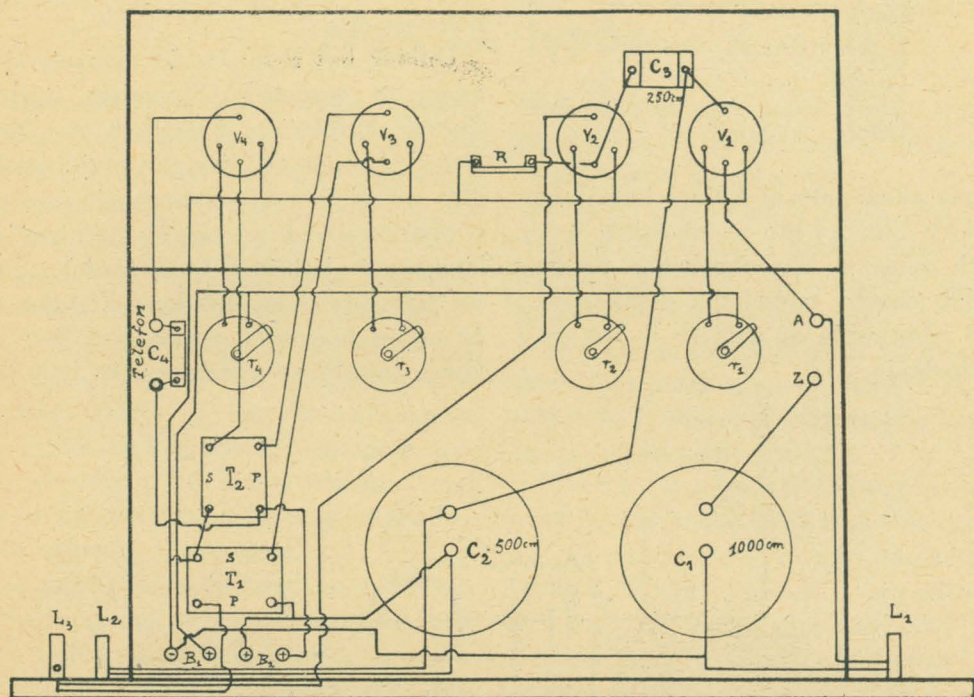 C3
250cm
V4
V3
V2
V1
R
A
Telefon
C4
r4
r3
r2
r1
Z
S T2 P
C2 500cm
C1 1000cm
S
T1
P
L3
L2
L1
- B1 +
+ B2 +